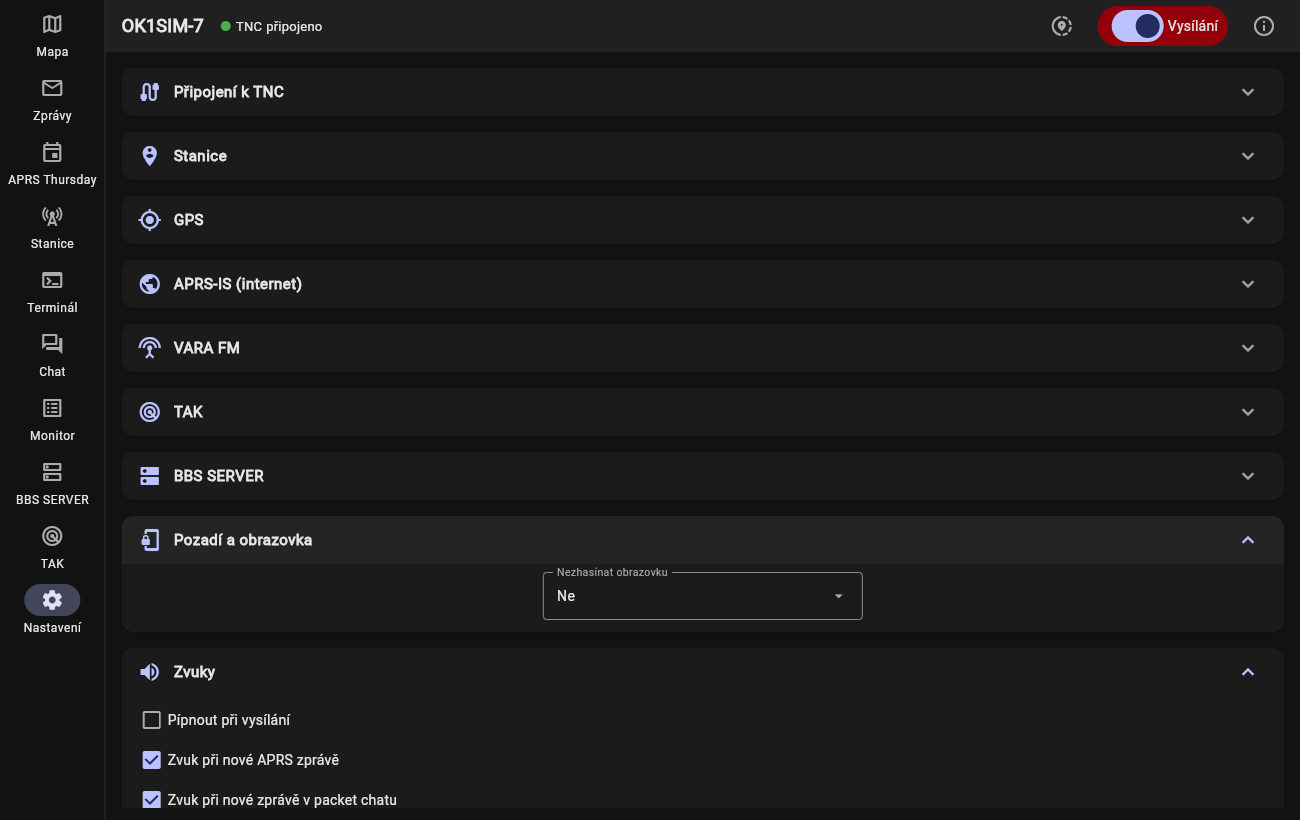 OK1SIM-7
TNC připojeno
Vysílání
Mapa
Zprávy
APRS Thursday
Stanice
Terminál
Chat
Monitor
BBS SERVER
TAK
Nastavení
Připojení k TNC
Stanice
GPS
APRS-IS (internet)
VARA FM
TAK
BBS SERVER
Pozadí a obrazovka
Nezhasínat obrazovku
Ne
Zvuky
Pípnout při vysílání
Zvuk při nové APRS zprávě
Zvuk při nové zprávě v packet chatu